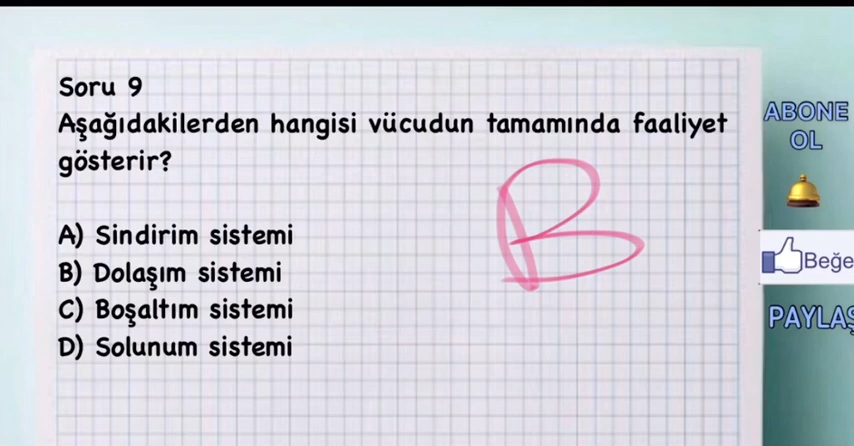 Soru 9
Aşağıdakilerden hangisi vücudun tamamında faaliyet
gösterir?
A) Sindirim sistemi
B) Dolaşım sistemi
C) Boşaltım sistemi
D) Solunum sistemi
B
ABONE
OL
Beğe
PAYLAŞ